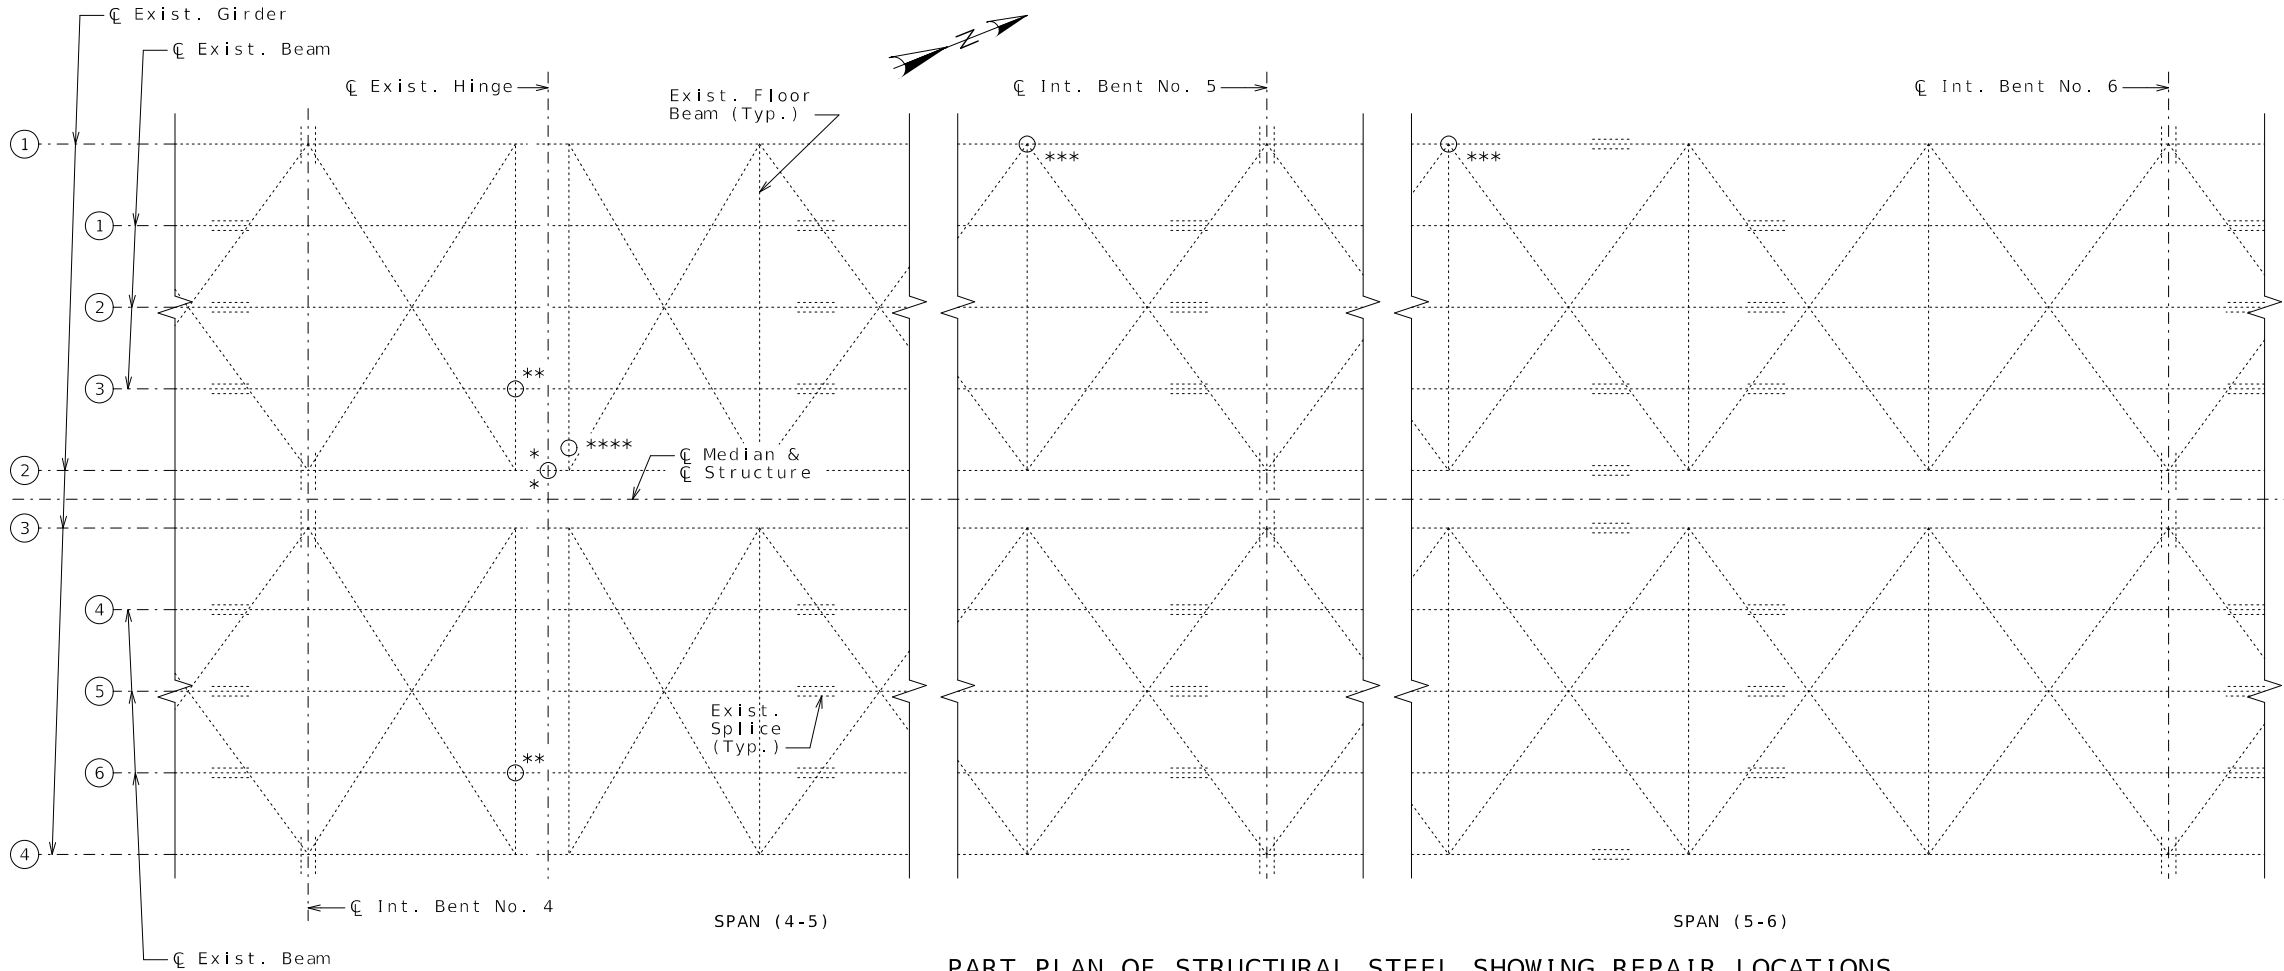 ℄ Exist. Girder
℄ Exist. Beam
N
℄ Exist. Hinge
Exist. Floor
Beam (Typ.)
℄ Int. Bent No. 5
℄ Int. Bent No. 6
1
***
***
1
2
3
**
****
*
℄ Median &
℄ Structure
2
*
3
4
5
Exist.
Splice
(Typ.)
6
**
4
℄ Int. Bent No. 4
SPAN (4-5)
SPAN (5-6)
℄ Exist. Beam
PART PLAN OF STRUCTURAL STEEL SHOWING REPAIR LOCATIONS